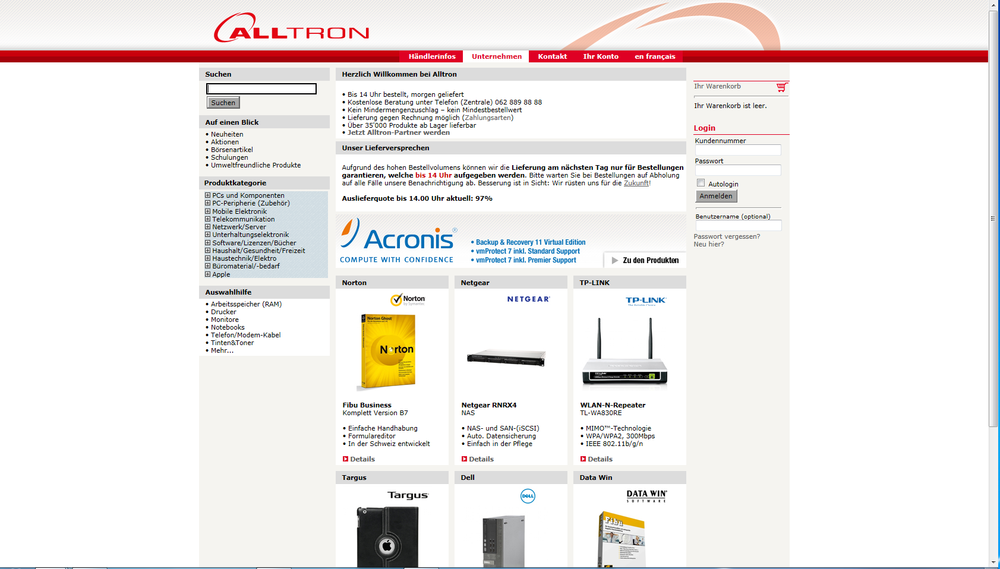 ALLTRON
Händlerinfos
Unternehmen
Kontakt
Ihr Konto
en français
Suchen
Suchen
Auf einen Blick
• Neuheiten
• Aktionen
• Börsenartikel
• Schulungen
• Umweltfreundliche Produkte
Produktkategorie
PCs und Komponenten
PC-Peripherie (Zubehör)
Mobile Elektronik
Telekommunikation
Netzwerk/Server
Unterhaltungselektronik
Software/Lizenzen/Bücher
Haushalt/Gesundheit/Freizeit
Haustechnik/Elektro
Büromaterial/-bedarf
Apple
Auswahlhilfe
• Arbeitsspeicher (RAM)
• Drucker
• Monitore
• Notebooks
• Telefon/Modem-Kabel
• Tinten&Toner
• Mehr...
Herzlich Willkommen bei Alltron
• Bis 14 Uhr bestellt, morgen geliefert
• Kostenlose Beratung unter Telefon (Zentrale) 062 889 88 88
• Kein Mindermengenzuschlag – kein Mindestbestellwert
• Lieferung gegen Rechnung möglich (Zahlungsarten)
• Über 35'000 Produkte ab Lager lieferbar
• Jetzt Alltron-Partner werden
Unser Lieferversprechen
Aufgrund des hohen Bestellvolumens können wir die Lieferung am nächsten Tag nur für Bestellungen
garantieren, welche bis 14 Uhr aufgegeben werden. Bitte warten Sie bei Bestellungen auf Abholung
auf alle Fälle unsere Benachrichtigung ab. Besserung ist in Sicht: Wir rüsten uns für die Zukunft!
Auslieferquote bis 14.00 Uhr aktuell: 97%
Acronis®
COMPUTE WITH CONFIDENCE
• Backup & Recovery 11 Virtual Edition
• vmProtect 7 inkl. Standard Support
• vmProtect 7 inkl. Premier Support
Zu den Produkten
Norton
Norton
by Symantec
Norton Ghost
Norton
Fibu Business
Komplett Version B7
• Einfache Handhabung
• Formulareditor
• In der Schweiz entwickelt
Details
Netgear
NETGEAR
Netgear RNRX4
NAS
• NAS- und SAN-(iSCSI)
• Auto. Datensicherung
• Einfach in der Pflege
Details
TP-LINK
TP-LINK
The Reliable Choice
TP-LINK
WLAN-N-Repeater
TL-WA830RE
• MIMO™-Technologie
• WPA/WPA2, 300Mbps
• IEEE 802.11b/g/n
Details
Targus
Targus
Dell
DELL
DELL
Data Win
DATA WIN
SOFTWARE
Fibu
Ihr Warenkorb
Ihr Warenkorb ist leer.
Login
Kundennummer
Passwort
Autologin
Anmelden
Benutzername (optional)
Passwort vergessen?
Neu hier?